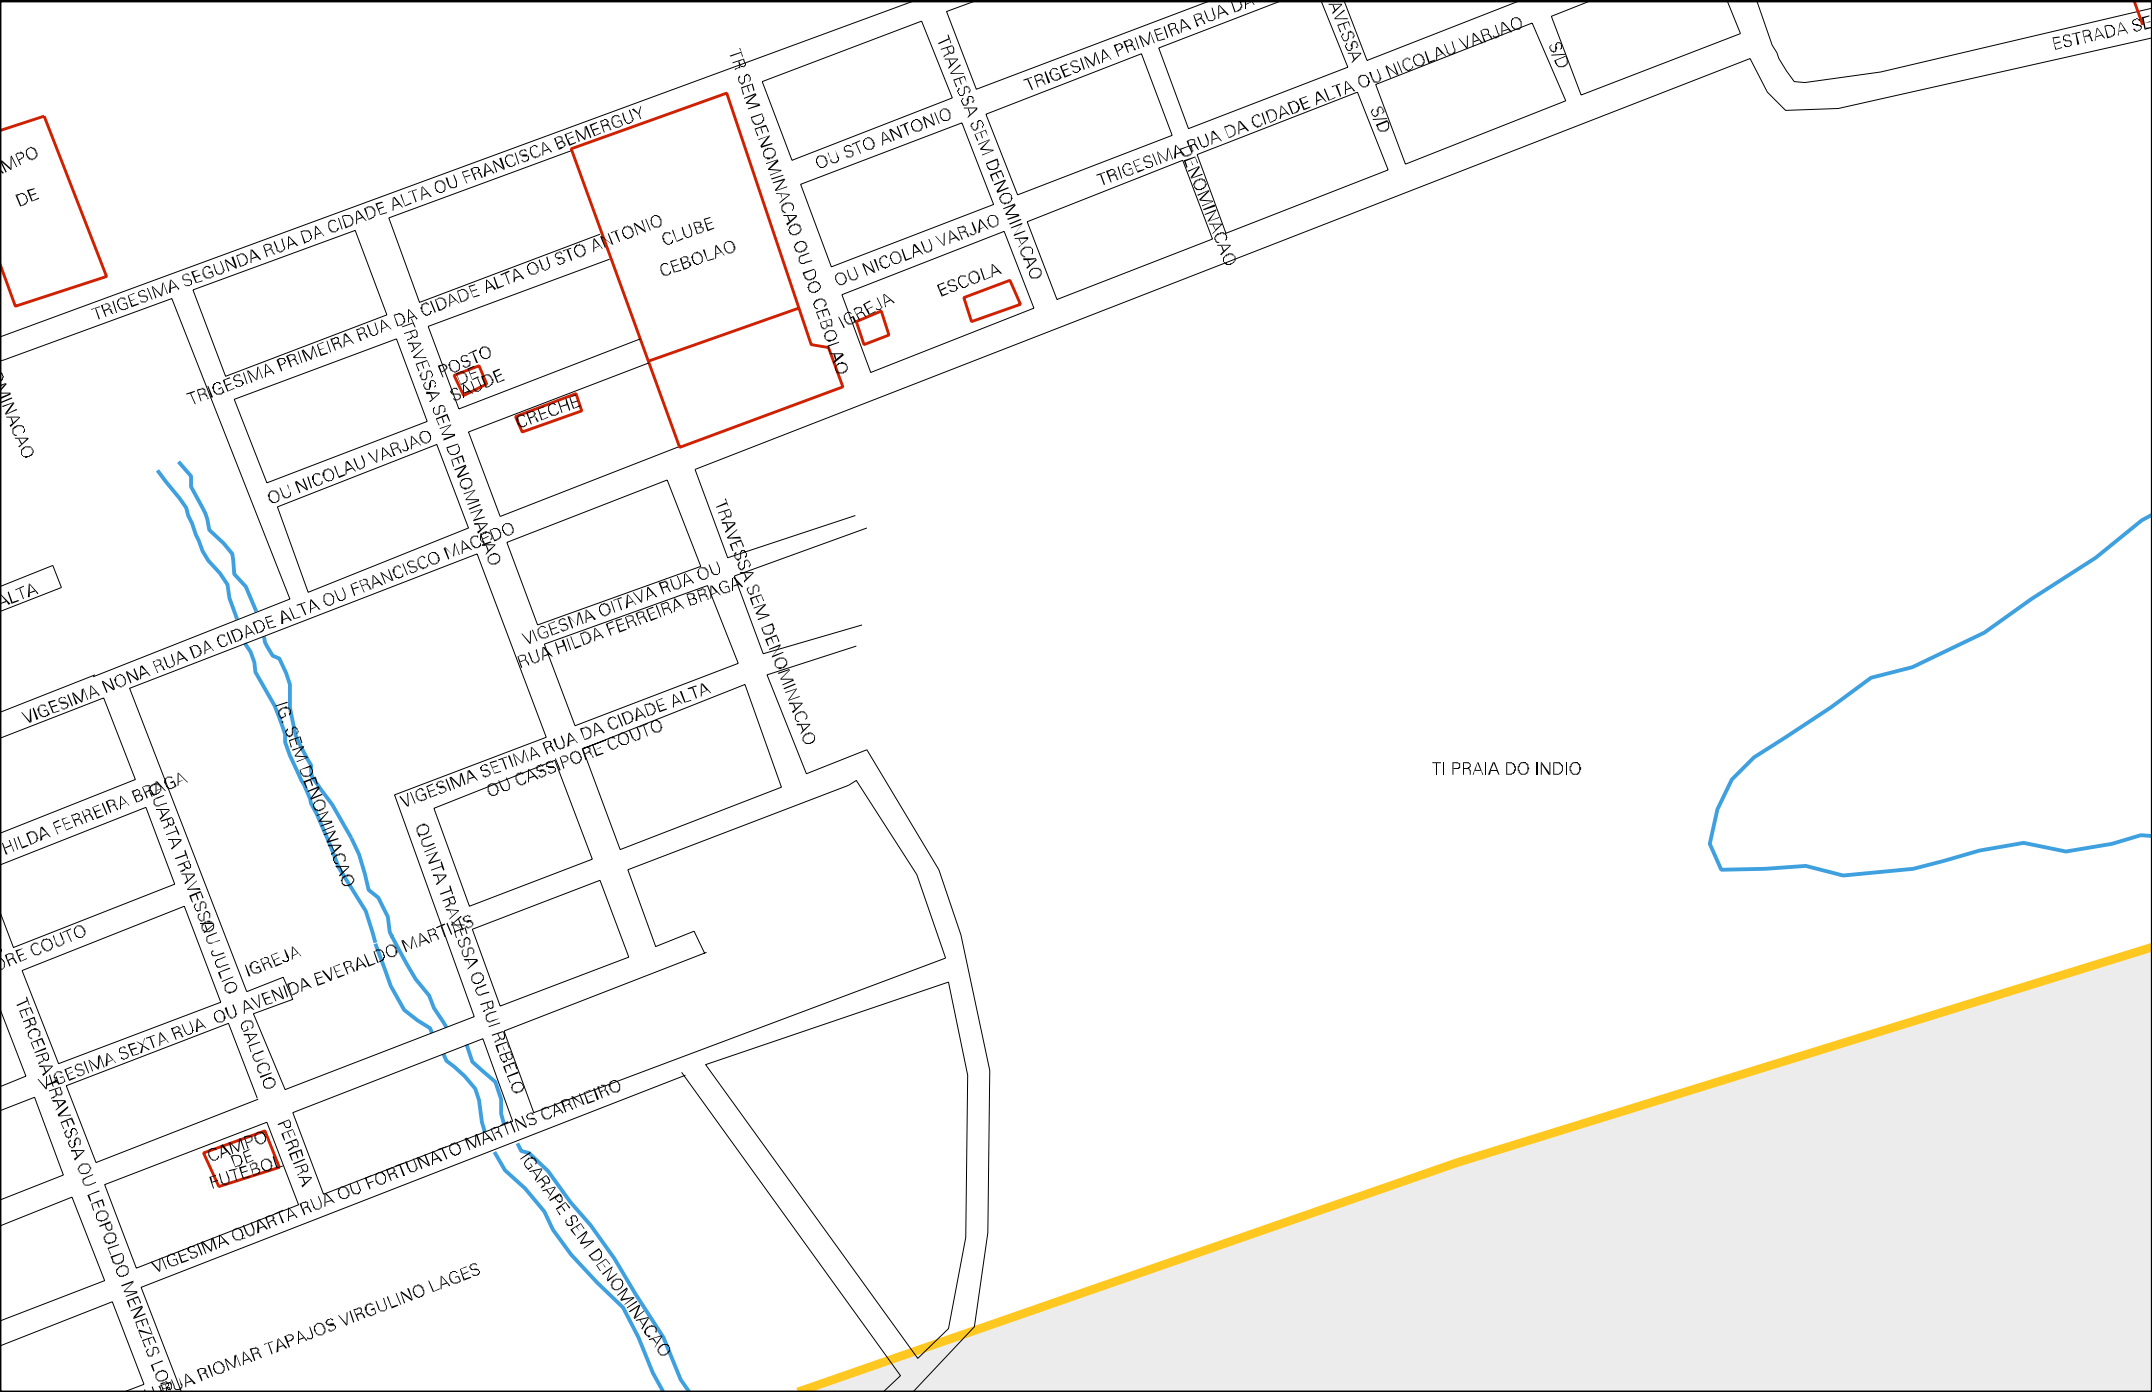 ESTRADA
TRIGESIMA PRIMEIRA RUA DA
TRAVESSA SEM DENOMINACAO
S/D
TRIGESIMA RUA DA CIDADE ALTA OU NICOLAU VARJAO
S/D
DENOMINACAO
TR SEM DENOMINACAO OU DO CEBOLAO
OU STO ANTONIO
OU NICOLAU VARJAO
ESCOLA
IGREJA
CLUBE
CEBOLAO
TRIGESIMA SEGUNDA RUA DA CIDADE ALTA OU FRANCISCA BEMERGUY
DE
TRIGESIMA PRIMEIRA RUA DA CIDADE ALTA OU STO ANTONIO
TRAVESSA SEM DENOMINACAO
POSTO
DE
SAUDE
CRECHE
OU NICOLAU VARJAO
ALTA
VIGESIMA NONA RUA DA CIDADE ALTA OU FRANCISCO MACEDO
TRAVESSA SEM DENOMINACAO
VIGESMA OITAVA RUA OU
RUA HILDA FERREIRA BRAGA
VIGESIMA SETIMA RUA DA CIDADE ALTA
OU CASSIPORE COUTO
IG. SEM DENOMINACAO
TI PRAIA DO INDIO
HILDA FERREIRA BRAGA
QUARTA TRAVESSA
OU JULIO
GALUCIO
PEREIRA
QUINTA TRAVESSA OU RUI REBELO
ORE COUTO
IGREJA
VIGESIMA SEXTA RUA OU AVENIDA EVERALDO MARTINS
TERCEIRA TRAVESSA OU LEOPOLDO MENEZES
CAMPO
DE
FUTEBOL
VIGESIMA QUARTA RUA OU FORTUNATO MARTINS CARNEIRO
IGARAPE SEM DENOMINACAO
RUA RIOMAR TAPAJOS VIRGULINO LAGES